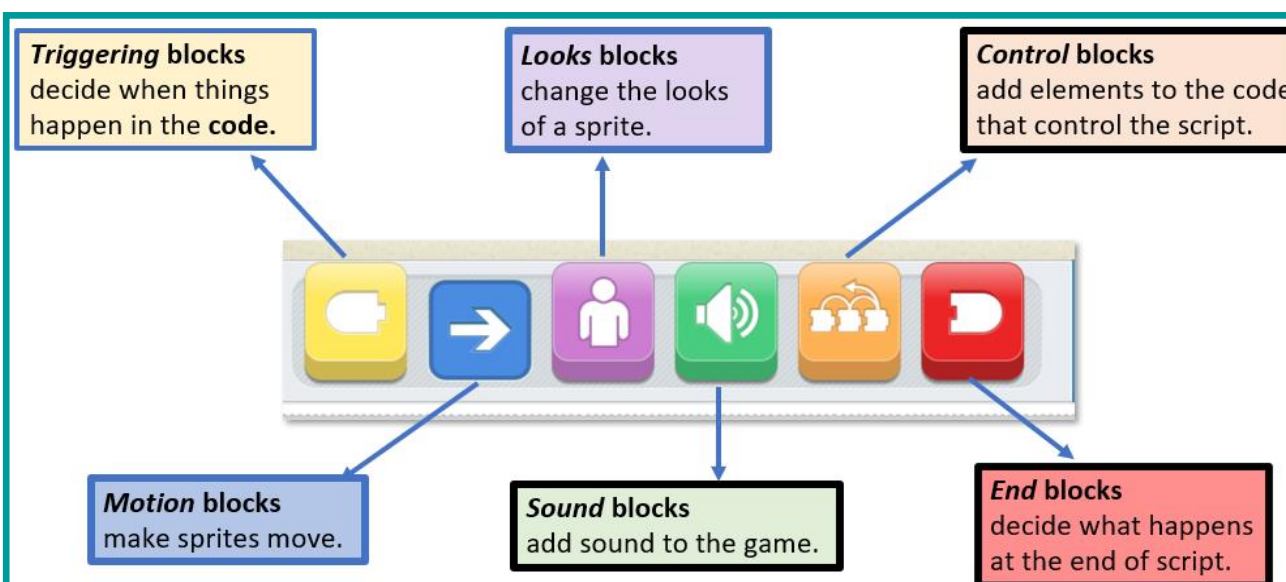 Triggering blocks
decide when things
happen in the code.
Looks blocks
change the looks
of a sprite.
Control blocks
add elements to the code
that control the script.
Motion blocks
make sprites move.
Sound blocks
add sound to the game.
End blocks
decide what happens
at the end of script.